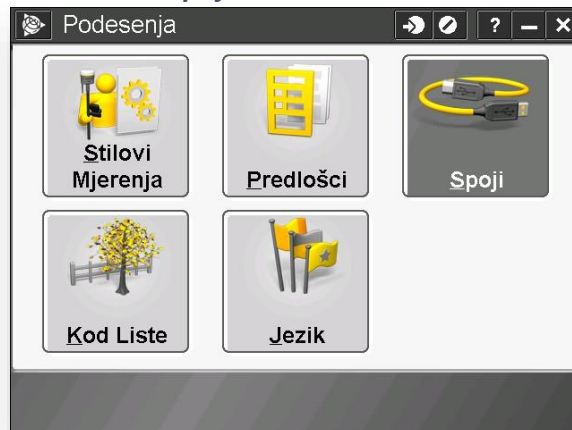 Podesenja
?
Stilovi
Mjerenja
Predlošci
Spoji
Kod Liste
Jezik